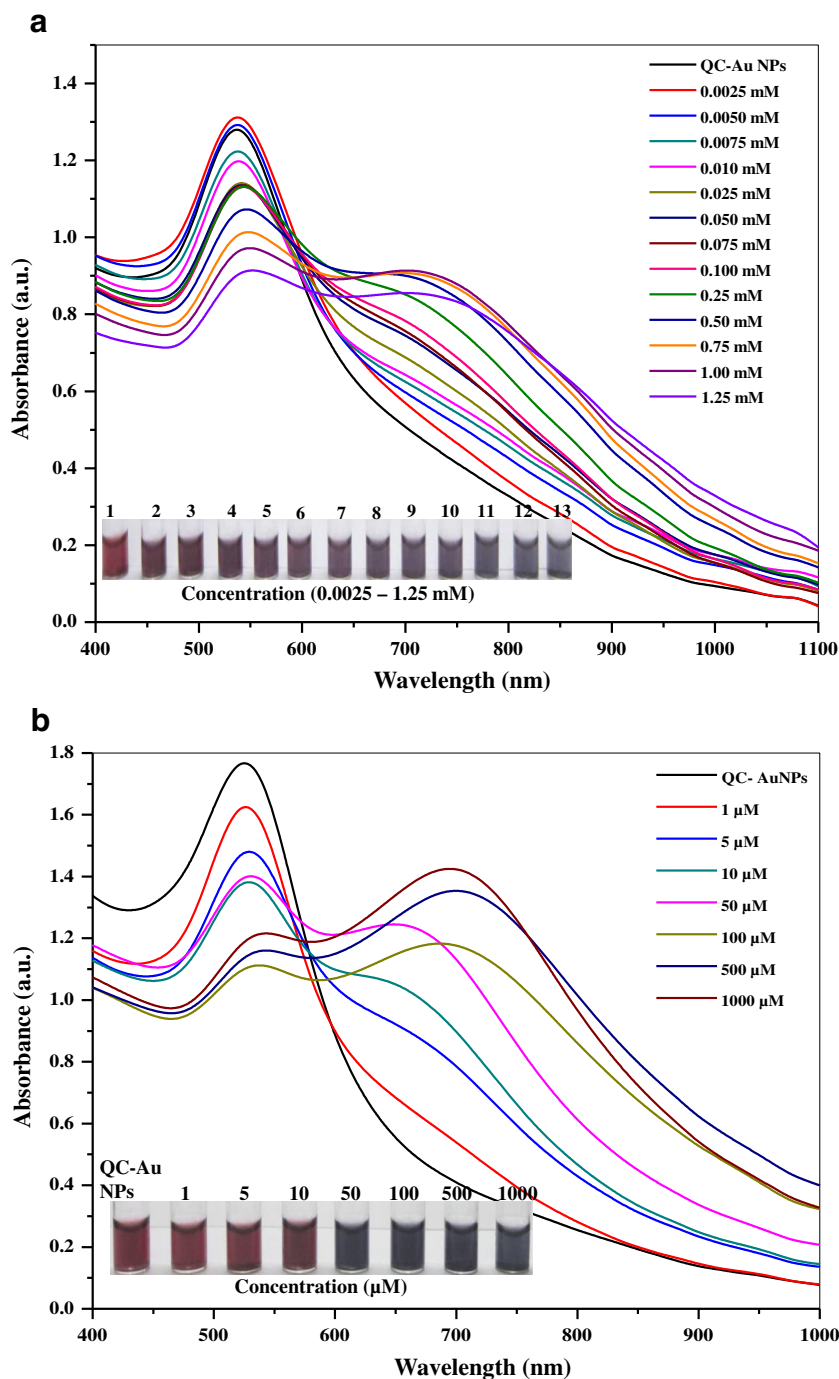 a
1.4
1.2
1.0
0.8
0.6
0.4
0.2
0.0
Absorbance (a.u.)
QC-Au NPs
0.0025 mM
0.0050 mM
0.0075 mM
0.010 mM
0.025 mM
0.050 mM
0.075 mM
0.100 mM
0.25 mM
0.50 mM
0.75 mM
1.00 mM
1.25 mM
1 2 3 4 5 6 7 8 9 10 11 12 13
Concentration (0.0025 – 1.25 mM)
400 500 600 700 800 900 1000 1100
Wavelength (nm)
b
1.8
1.6
1.4
1.2
1.0
0.8
0.6
0.4
0.2
0.0
Absorbance (a.u.)
QC- AuNPs
1 µM
5 µM
10 µM
50 µM
100 µM
500 µM
1000 µM
QC-Au
NPs 1 5 10 50 100 500 1000
Concentration (µM)
400 500 600 700 800 900 1000
Wavelength (nm)